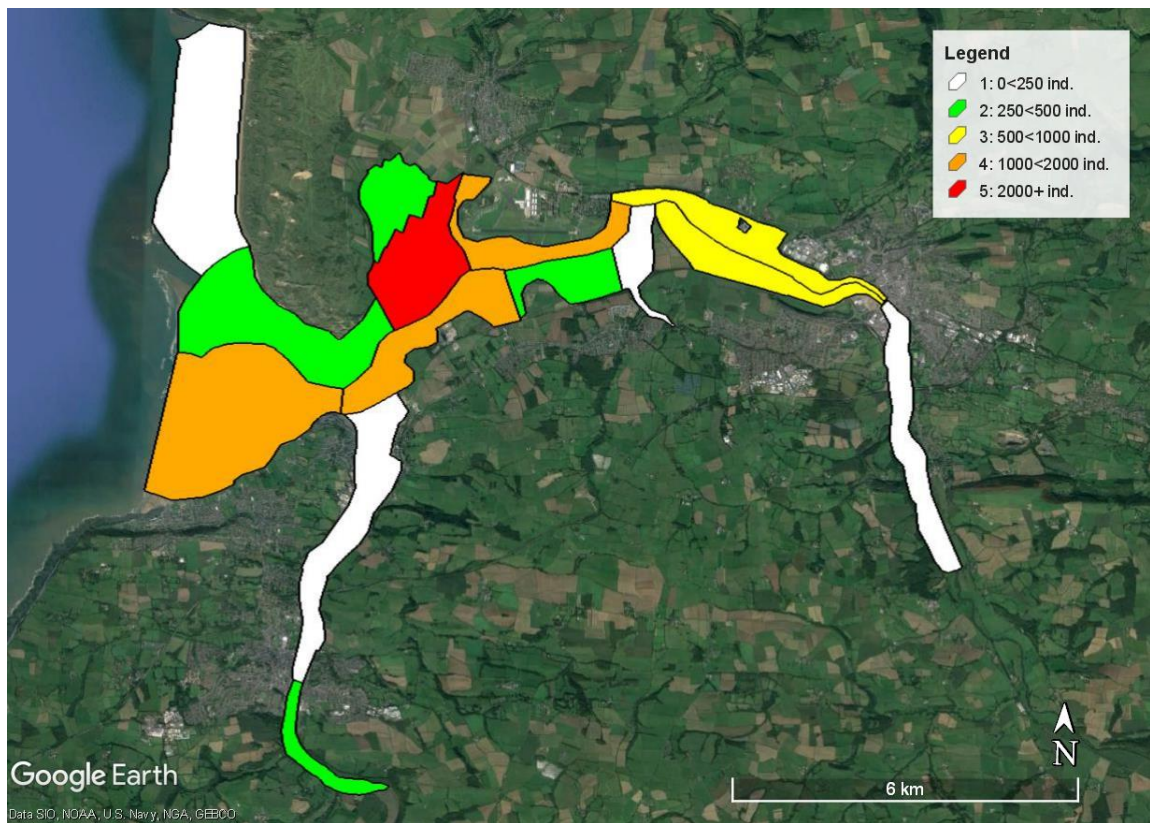 Legend
1: 0<250 ind.
2: 250<500 ind.
3: 500<1000 ind.
4: 1000<2000 ind.
5: 2000+ ind.
N
Google Earth
6 km
Data SIO, NOAA, U.S. Navy, NGA, GEBCO